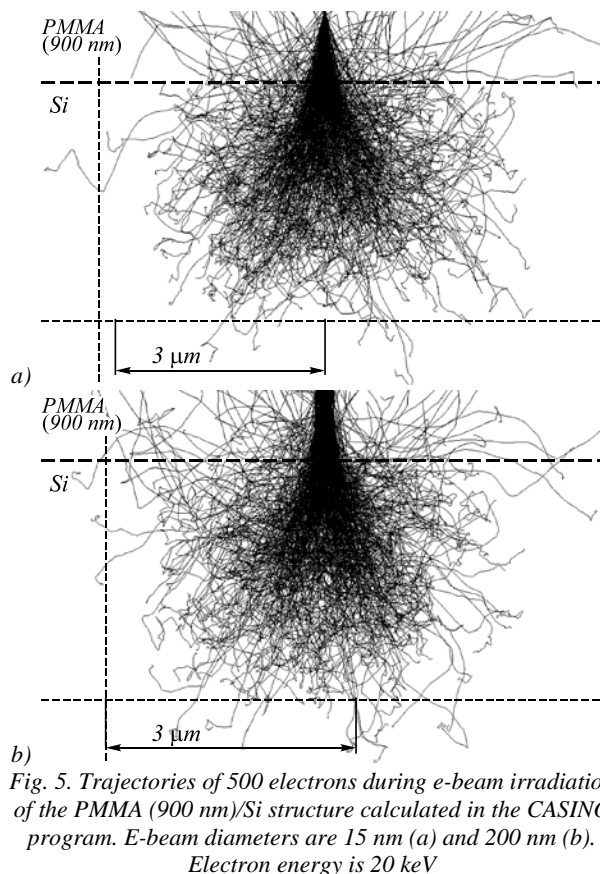 PMMA
(900 nm)
Si
3 μm
a)
PMMA
(900 nm)
Si
3 μm
b)
Fig. 5. Trajectories of 500 electrons during e-beam irradiatio
of the PMMA (900 nm)/Si structure calculated in the CASINO
program. E-beam diameters are 15 nm (a) and 200 nm (b).
Electron energy is 20 keV